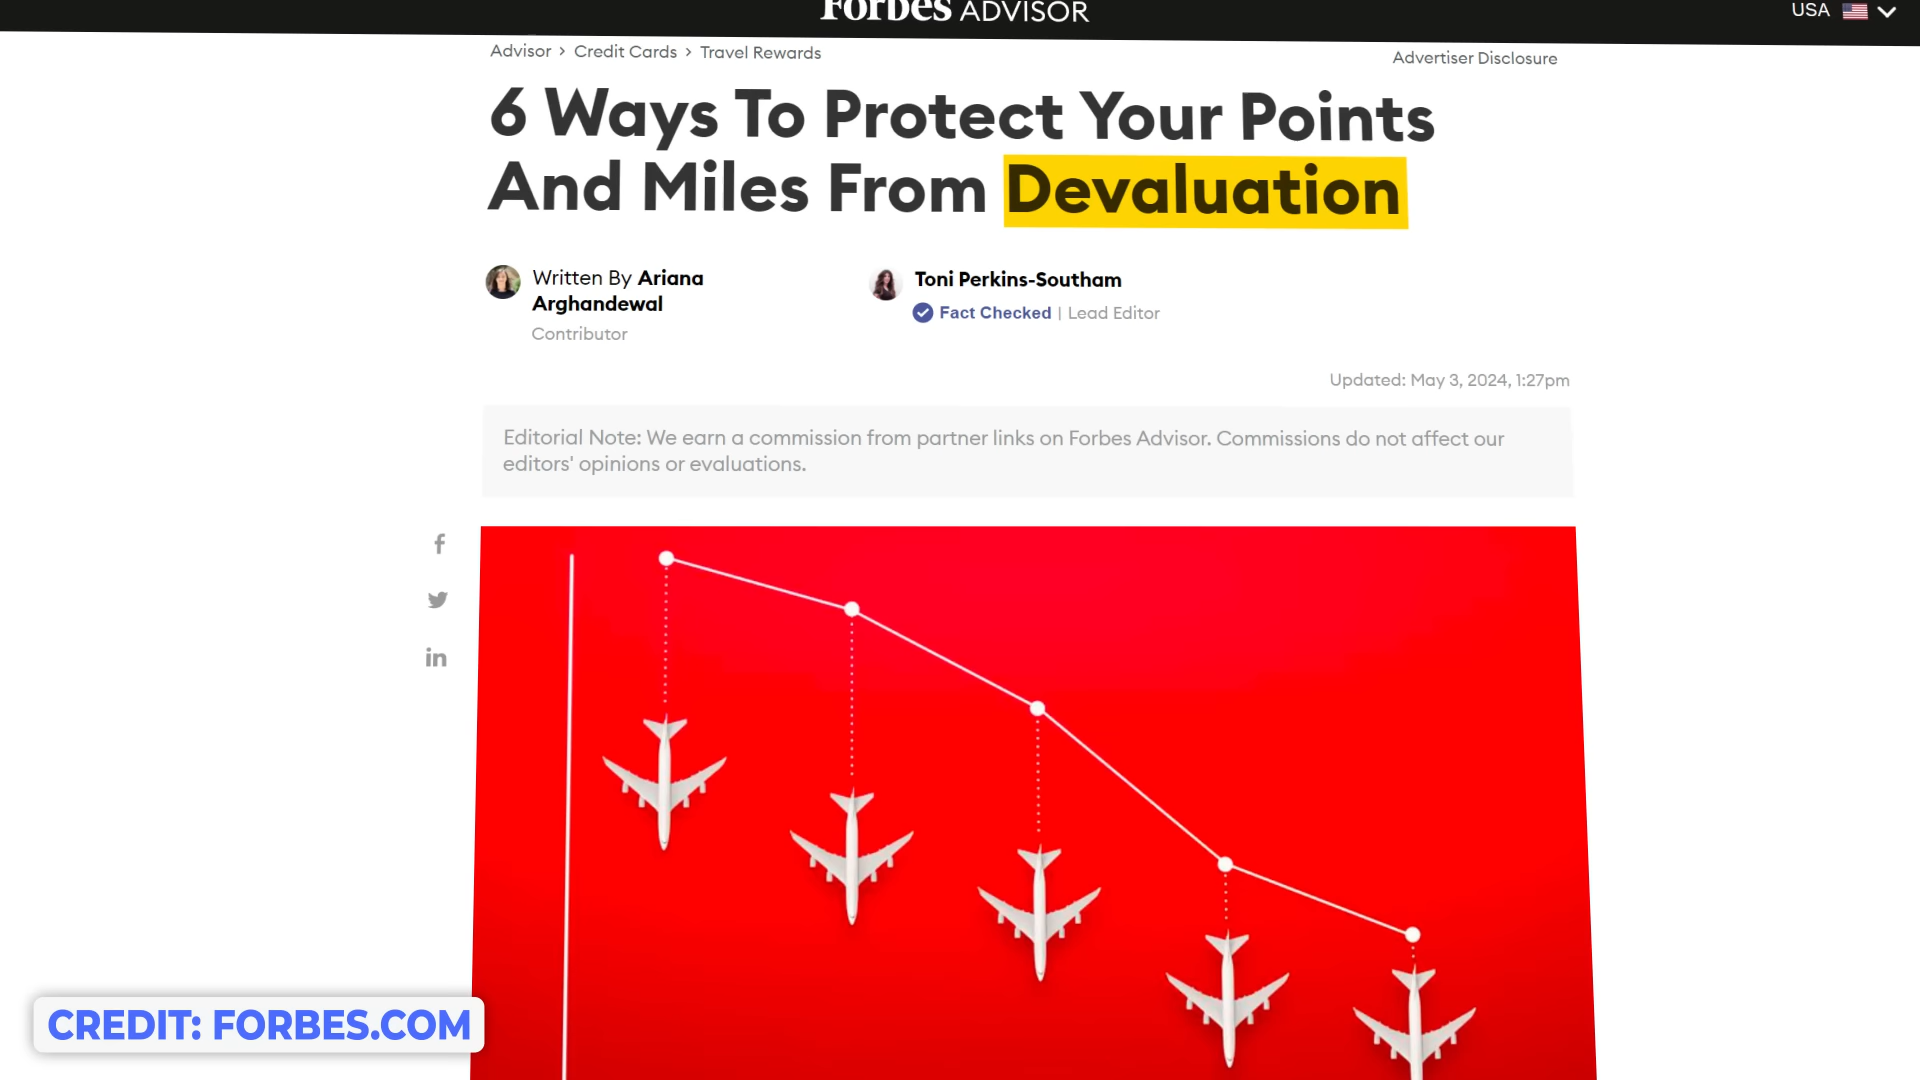 Forbes ADVISOR
USA
Advisor > Credit Cards > Travel Rewards
Advertiser Disclosure
6 Ways To Protect Your Points
And Miles From Devaluation
Written By Ariana
Arghandewal
Contributor
Toni Perkins-Southam
Fact Checked | Lead Editor
Updated: May 3, 2024, 1:27pm
Editorial Note: We earn a commission from partner links on Forbes Advisor. Commissions do not affect our
editors' opinions or evaluations.
CREDIT: FORBES.COM